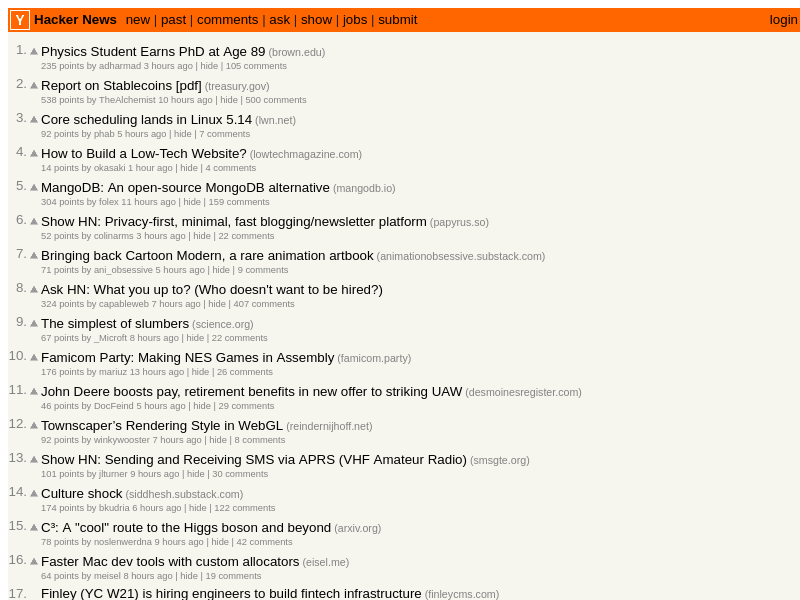 Y Hacker News new | past | comments | ask | show | jobs | submit login
1. Physics Student Earns PhD at Age 89 (brown.edu)
235 points by adharmad 3 hours ago | hide | 105 comments
2. Report on Stablecoins [pdf] (treasury.gov)
538 points by TheAlchemist 10 hours ago | hide | 500 comments
3. Core scheduling lands in Linux 5.14 (lwn.net)
92 points by phab 5 hours ago | hide | 7 comments
4. How to Build a Low-Tech Website? (lowtechmagazine.com)
14 points by okasaki 1 hour ago | hide | 4 comments
5. MangoDB: An open-source MongoDB alternative (mangodb.io)
304 points by folex 11 hours ago | hide | 159 comments
6. Show HN: Privacy-first, minimal, fast blogging/newsletter platform (papyrus.so)
52 points by colinarms 3 hours ago | hide | 22 comments
7. Bringing back Cartoon Modern, a rare animation artbook (animationobsessive.substack.com)
71 points by ani_obsessive 5 hours ago | hide | 9 comments
8. Ask HN: What you up to? (Who doesn't want to be hired?)
324 points by capableweb 7 hours ago | hide | 407 comments
9. The simplest of slumbers (science.org)
67 points by _Microft 8 hours ago | hide | 22 comments
10. Famicom Party: Making NES Games in Assembly (famicom.party)
176 points by mariuz 13 hours ago | hide | 26 comments
11. John Deere boosts pay, retirement benefits in new offer to striking UAW (desmoinesregister.com)
46 points by DocFeind 5 hours ago | hide | 29 comments
12. Townscaper’s Rendering Style in WebGL (reindernijhoff.net)
92 points by winkywooster 7 hours ago | hide | 8 comments
13. Show HN: Sending and Receiving SMS via APRS (VHF Amateur Radio) (smsgte.org)
101 points by jlturner 9 hours ago | hide | 30 comments
14. Culture shock (siddhesh.substack.com)
174 points by bkudria 6 hours ago | hide | 122 comments
15. C³: A "cool" route to the Higgs boson and beyond (arxiv.org)
78 points by noslenwerdna 9 hours ago | hide | 42 comments
16. Faster Mac dev tools with custom allocators (eisel.me)
64 points by meisel 8 hours ago | hide | 19 comments
17. Finley (YC W21) is hiring engineers to build fintech infrastructure (finleycms.com)